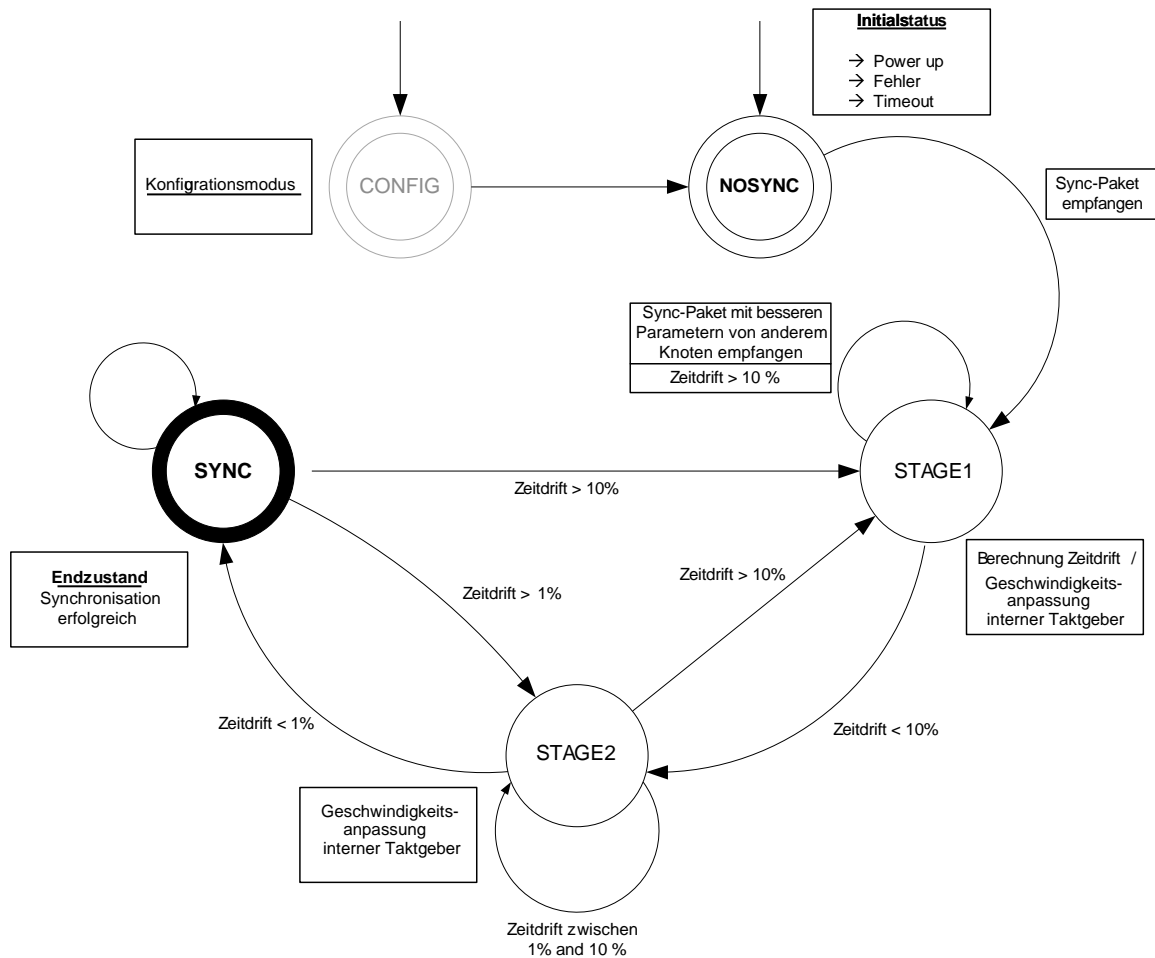 Initialstatus
→ Power up
→ Fehler
→ Timeout
Konfigrationsmodus
CONFIG
NOSYNC
Sync-Paket
empfangen
Sync-Paket mit besseren
Parametern von anderem
Knoten empfangen
Zeitdrift > 10 %
SYNC
STAGE1
Zeitdrift > 10%
Endzustand
Synchronisation
erfolgreich
Zeitdrift > 1%
Zeitdrift > 10%
Berechnung Zeitdrift /
Geschwindigkeits-
anpassung
interner Taktgeber
Zeitdrift < 1%
STAGE2
Zeitdrift < 10%
Geschwindigkeits-
anpassung
interner Taktgeber
Zeitdrift zwischen
1% and 10 %